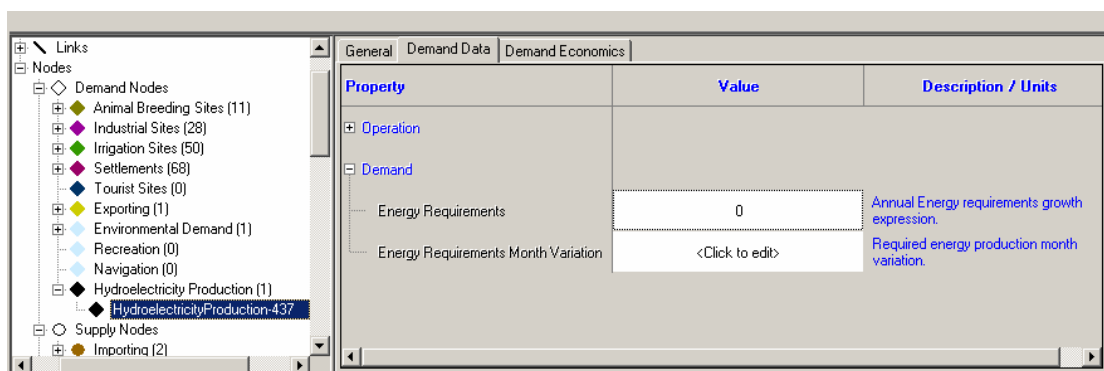 Links
Nodes
Demand Nodes
Animal Breeding Sites (11)
Industrial Sites (28)
Irrigation Sites (50)
Settlements (68)
Tourist Sites (0)
Exporting (1)
Environmental Demand (1)
Recreation (0)
Navigation (0)
Hydroelectricity Production (1)
HydroelectricityProduction-437
Supply Nodes
Importing (2)
General Demand Data Demand Economics
Property Value Description / Units
Operation
Demand
Energy Requirements 0 Annual Energy requirements growth
expression.
Energy Requirements Month Variation <Click to edit> Required energy production month
variation.